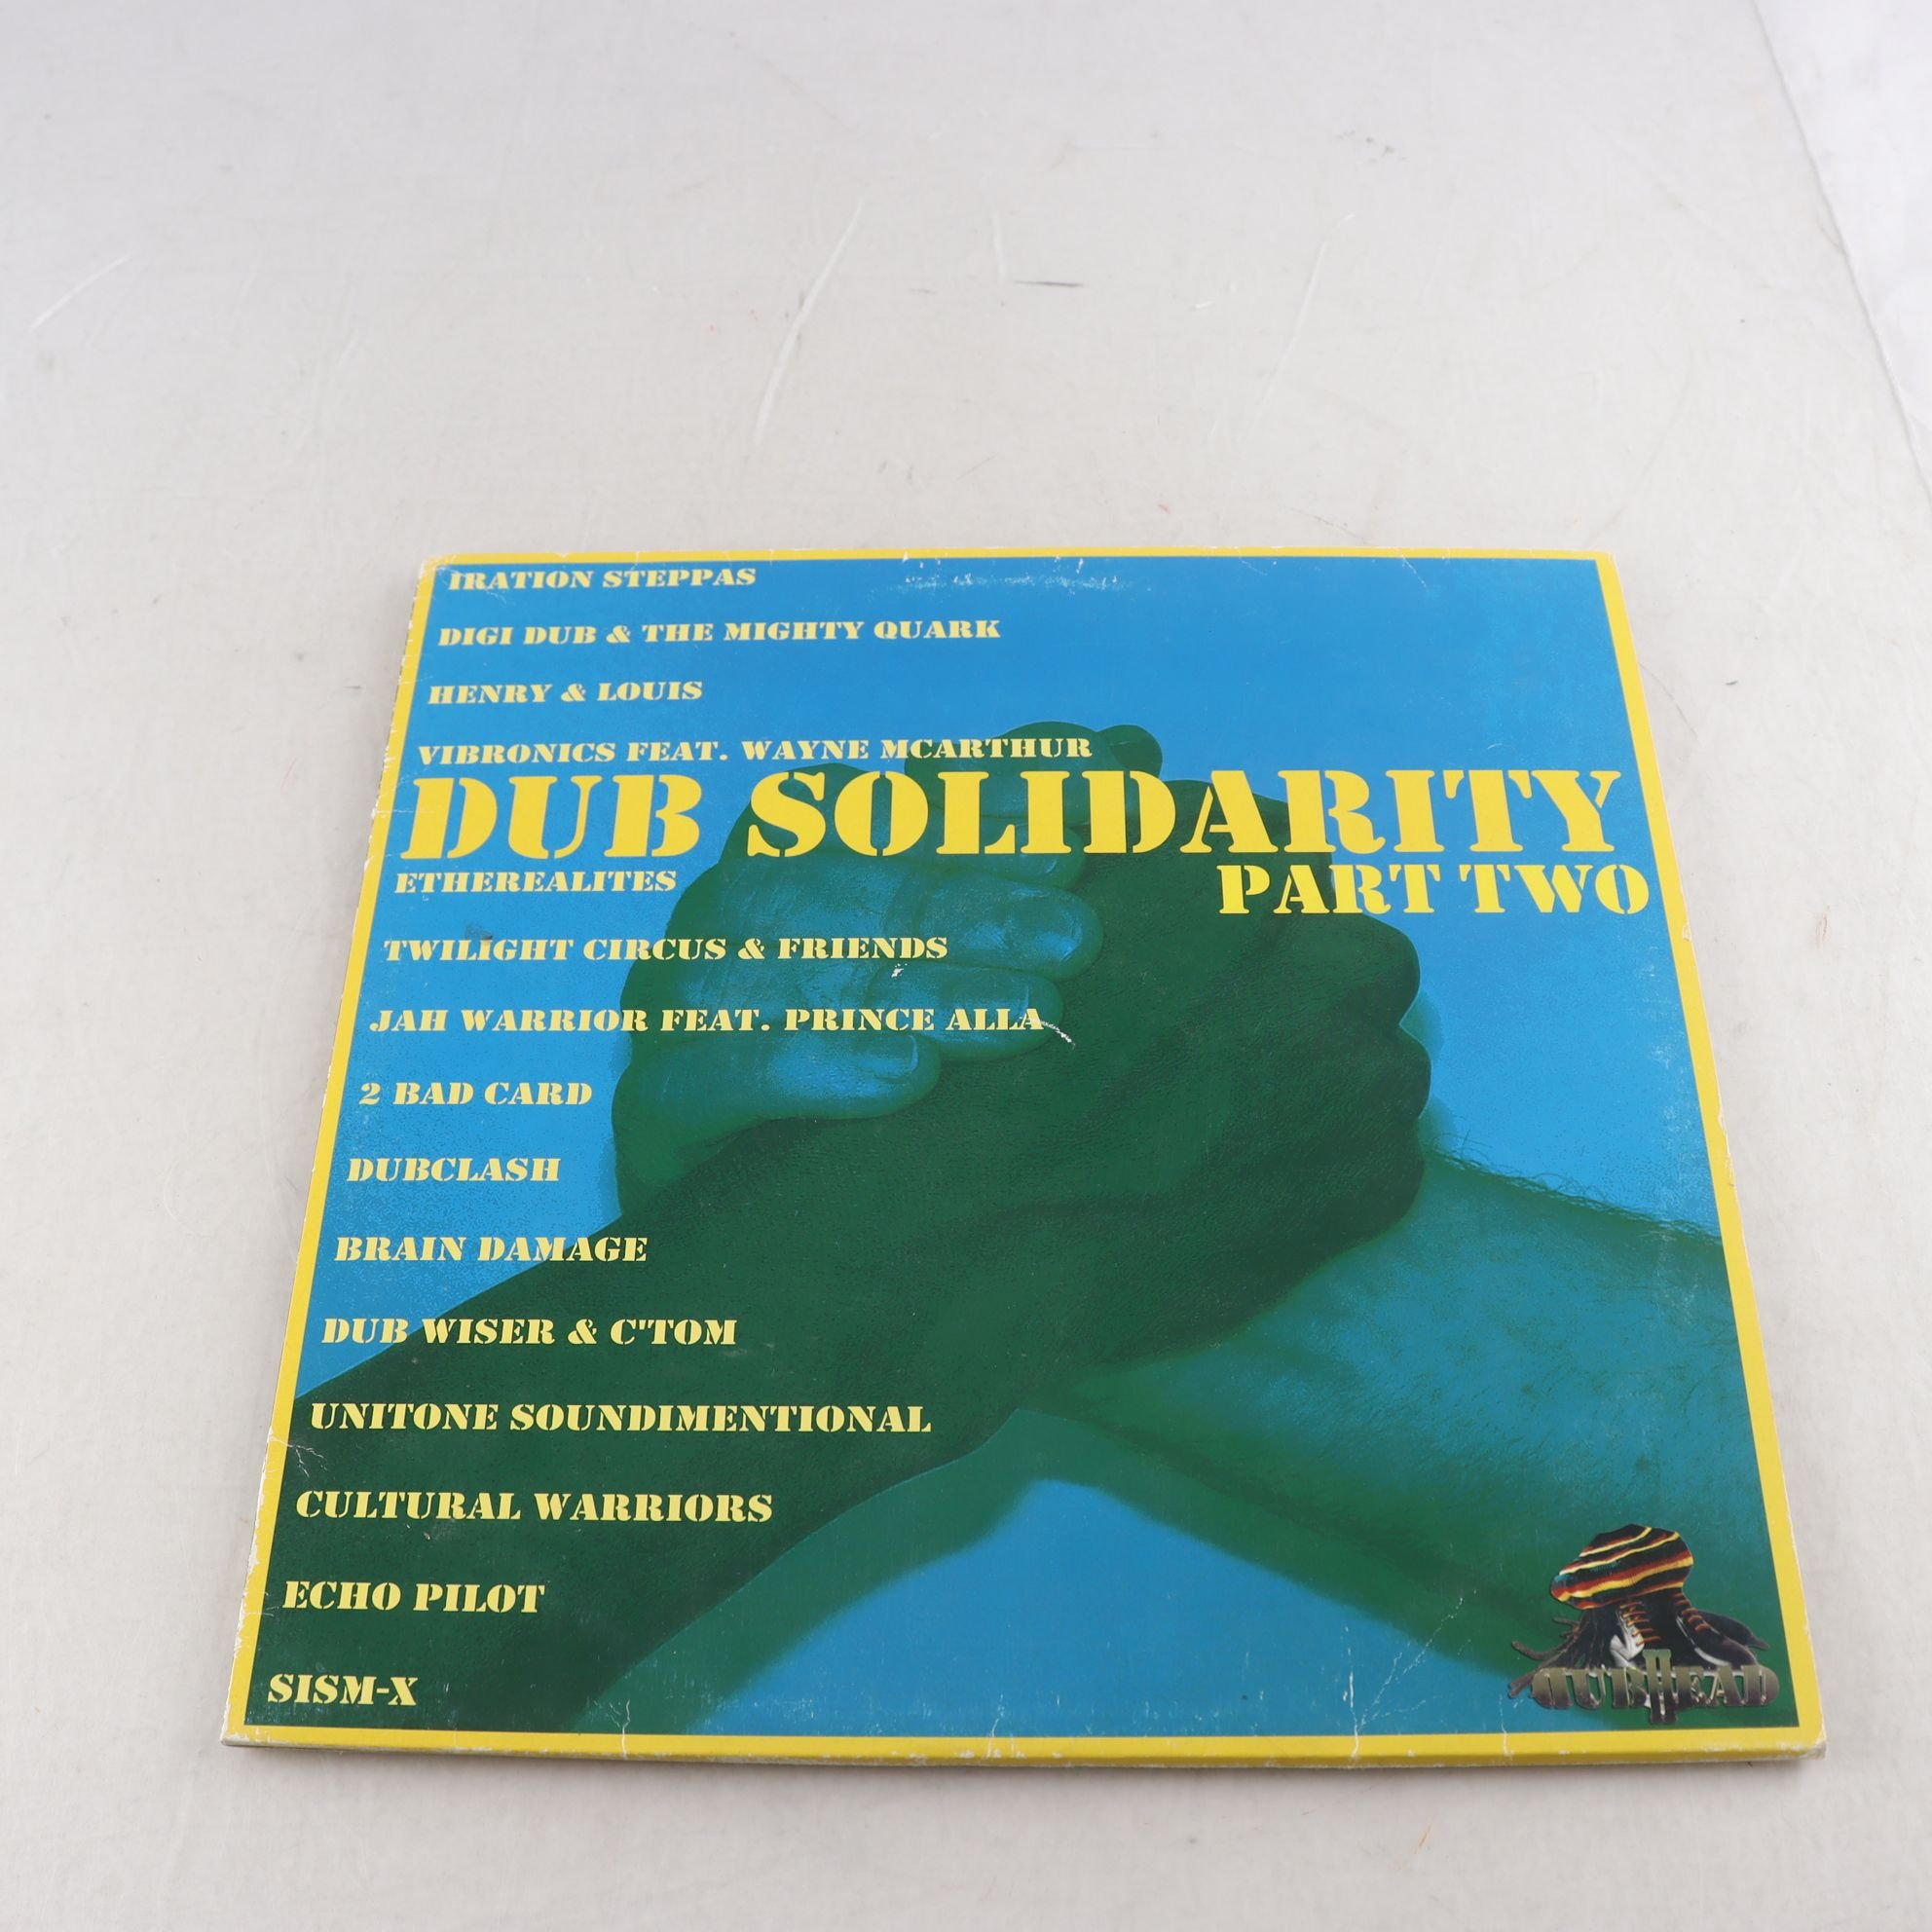 IRATION STEPPAS
DIGI DUB & THE MIGHTY QUARK
HENRY & LOUIS
VIBRONICS FEAT. WAYNE MCARTHUR
DUB SOLIDARITY
PART TWO
ETHEREALITES
TWILIGHT CIRCUS & FRIENDS
JAH WARRIOR FEAT. PRINCE ALLA
2 BAD CARD
DUBCLASH
BRAIN DAMAGE
DUB WISER & C'TOM
UNITONE SOUNDIMENTIONAL
CULTURAL WARRIORS
ECHO PILOT
SISM-X
DUBHEAD